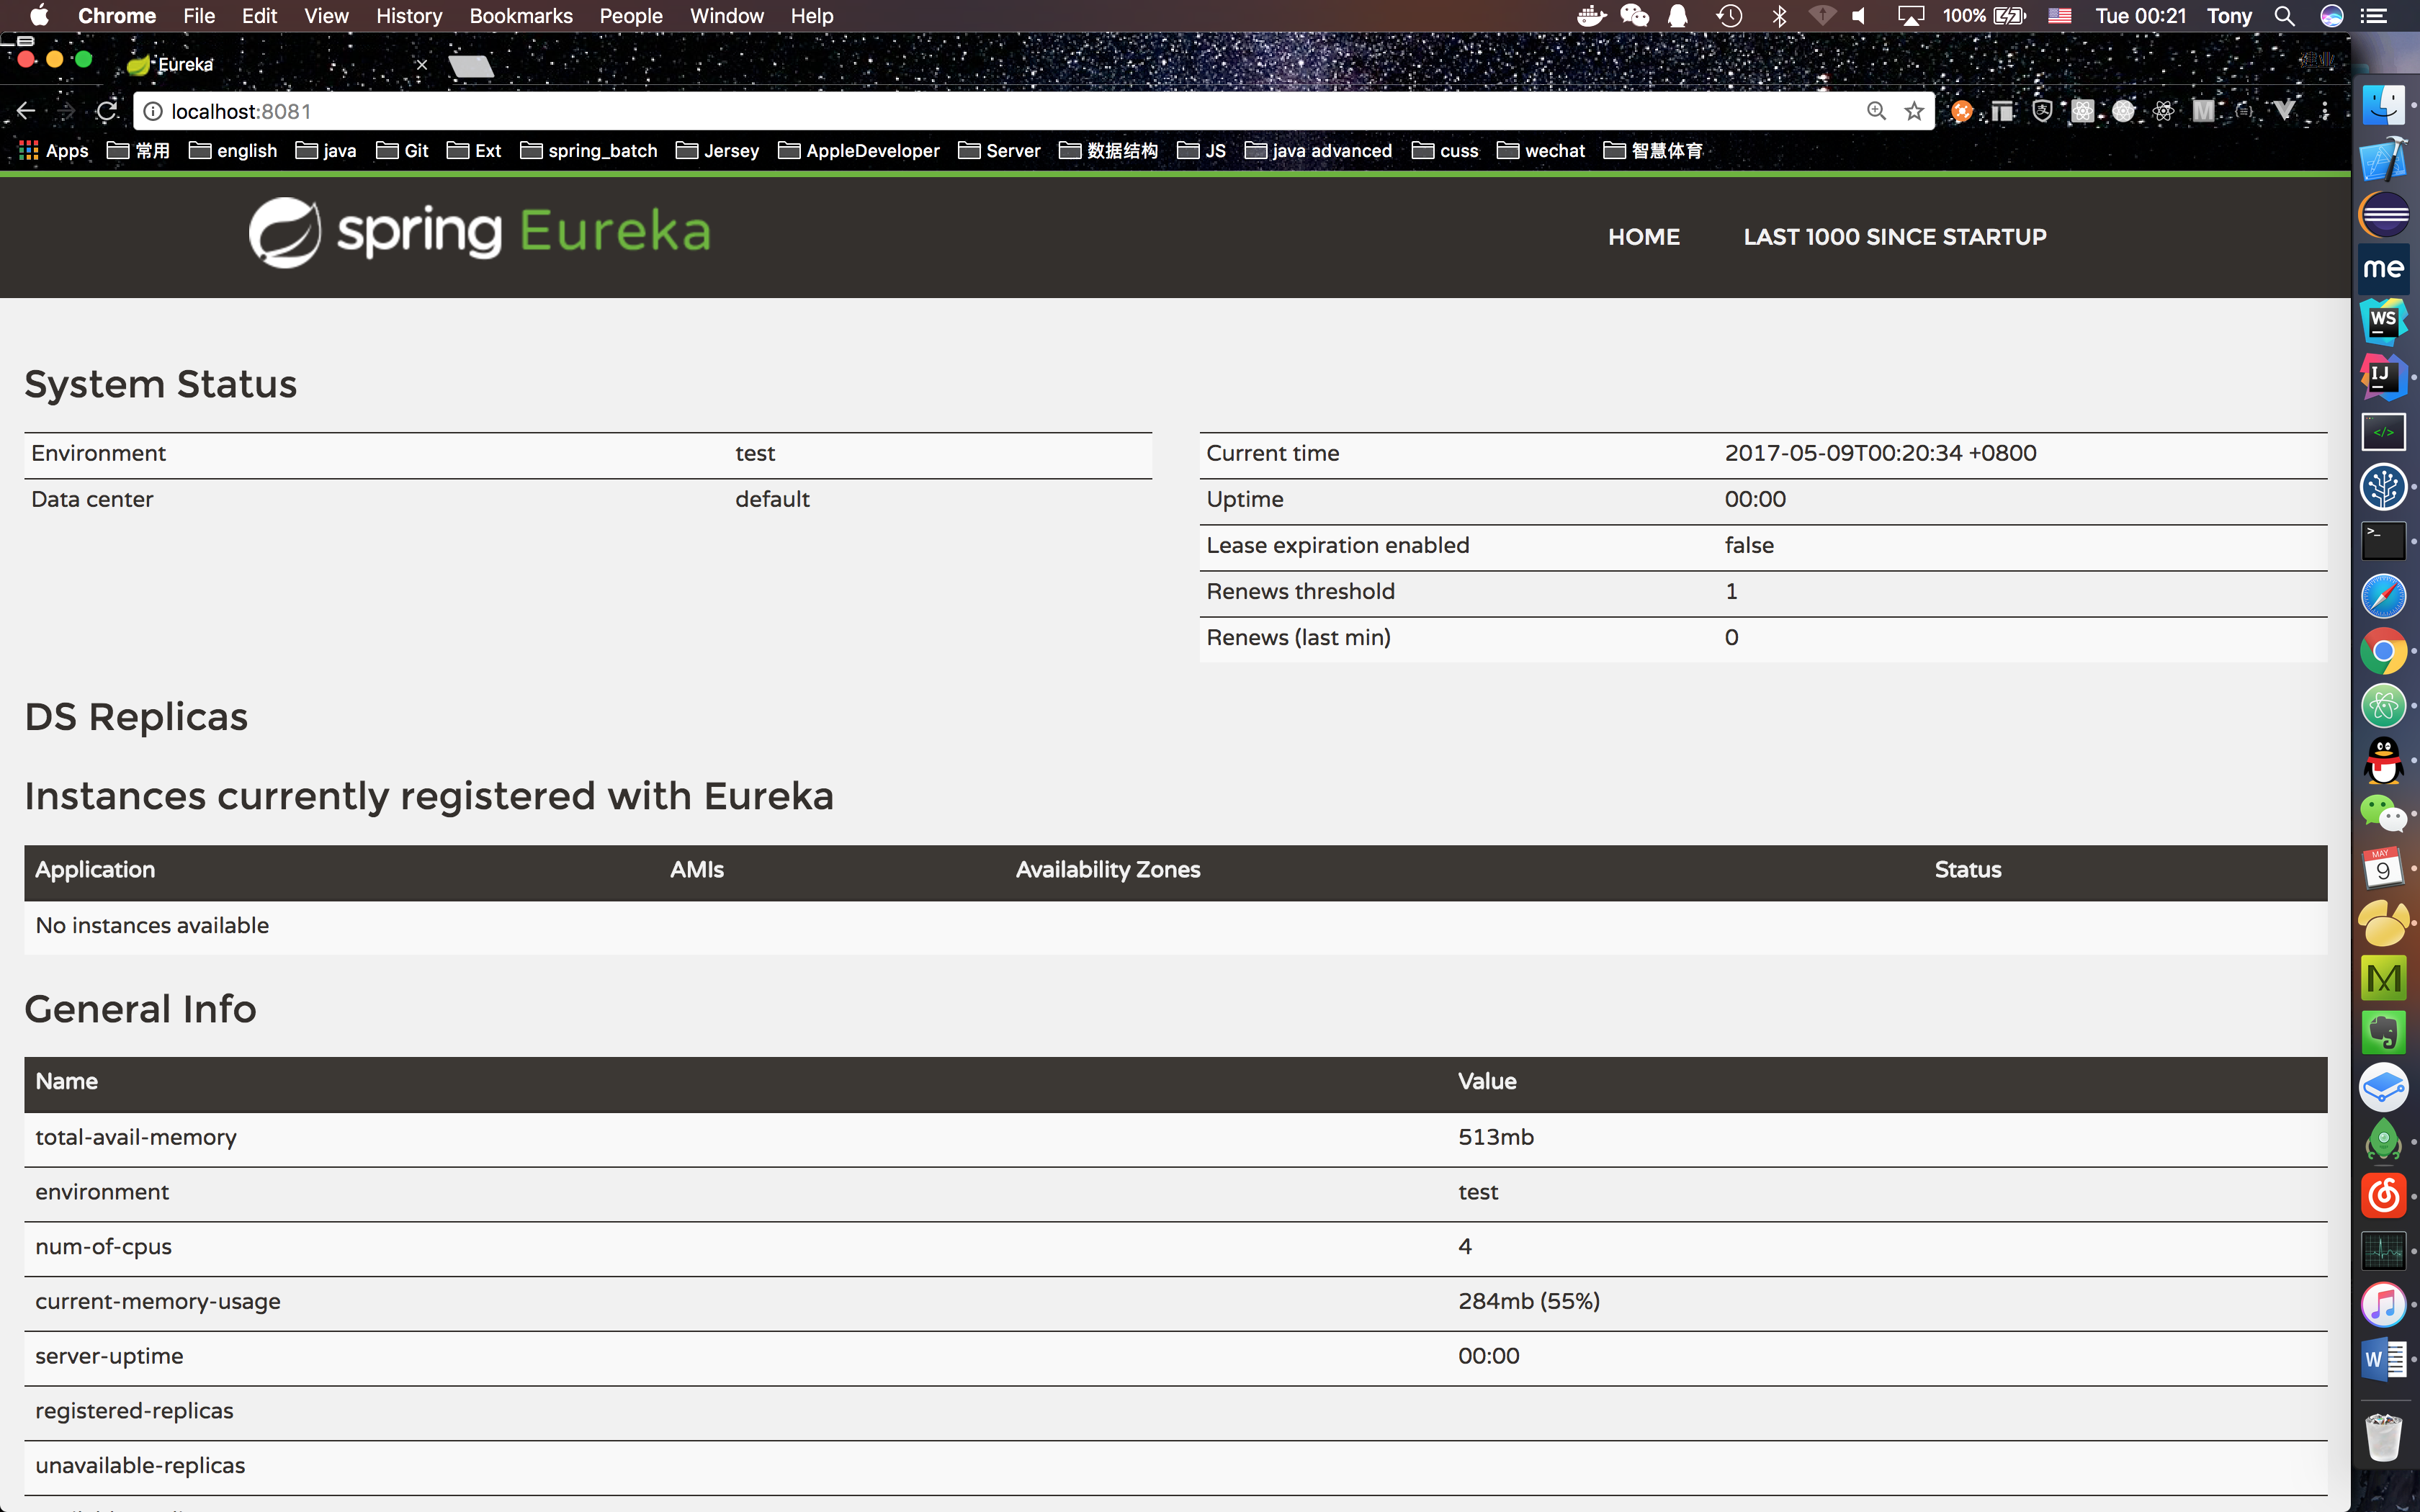 Chrome File Edit View History Bookmarks People Window Help 100% Tue 00:21 Tony
Eureka
localhost:8081
Apps 常用 english java Git Ext spring_batch Jersey AppleDeveloper Server 数据结构 JS java advanced cuss wechat 智慧体育
spring Eureka HOME LAST 1000 SINCE STARTUP
System Status
Environment test
Data center default
Current time 2017-05-09T00:20:34 +0800
Uptime 00:00
Lease expiration enabled false
Renews threshold 1
Renews (last min) 0
DS Replicas
Instances currently registered with Eureka
Application AMIs Availability Zones Status
No instances available
General Info
Name Value
total-avail-memory 513mb
environment test
num-of-cpus 4
current-memory-usage 284mb (55%)
server-uptime 00:00
registered-replicas
unavailable-replicas
me
WS
IJ
MAY
9
M
W